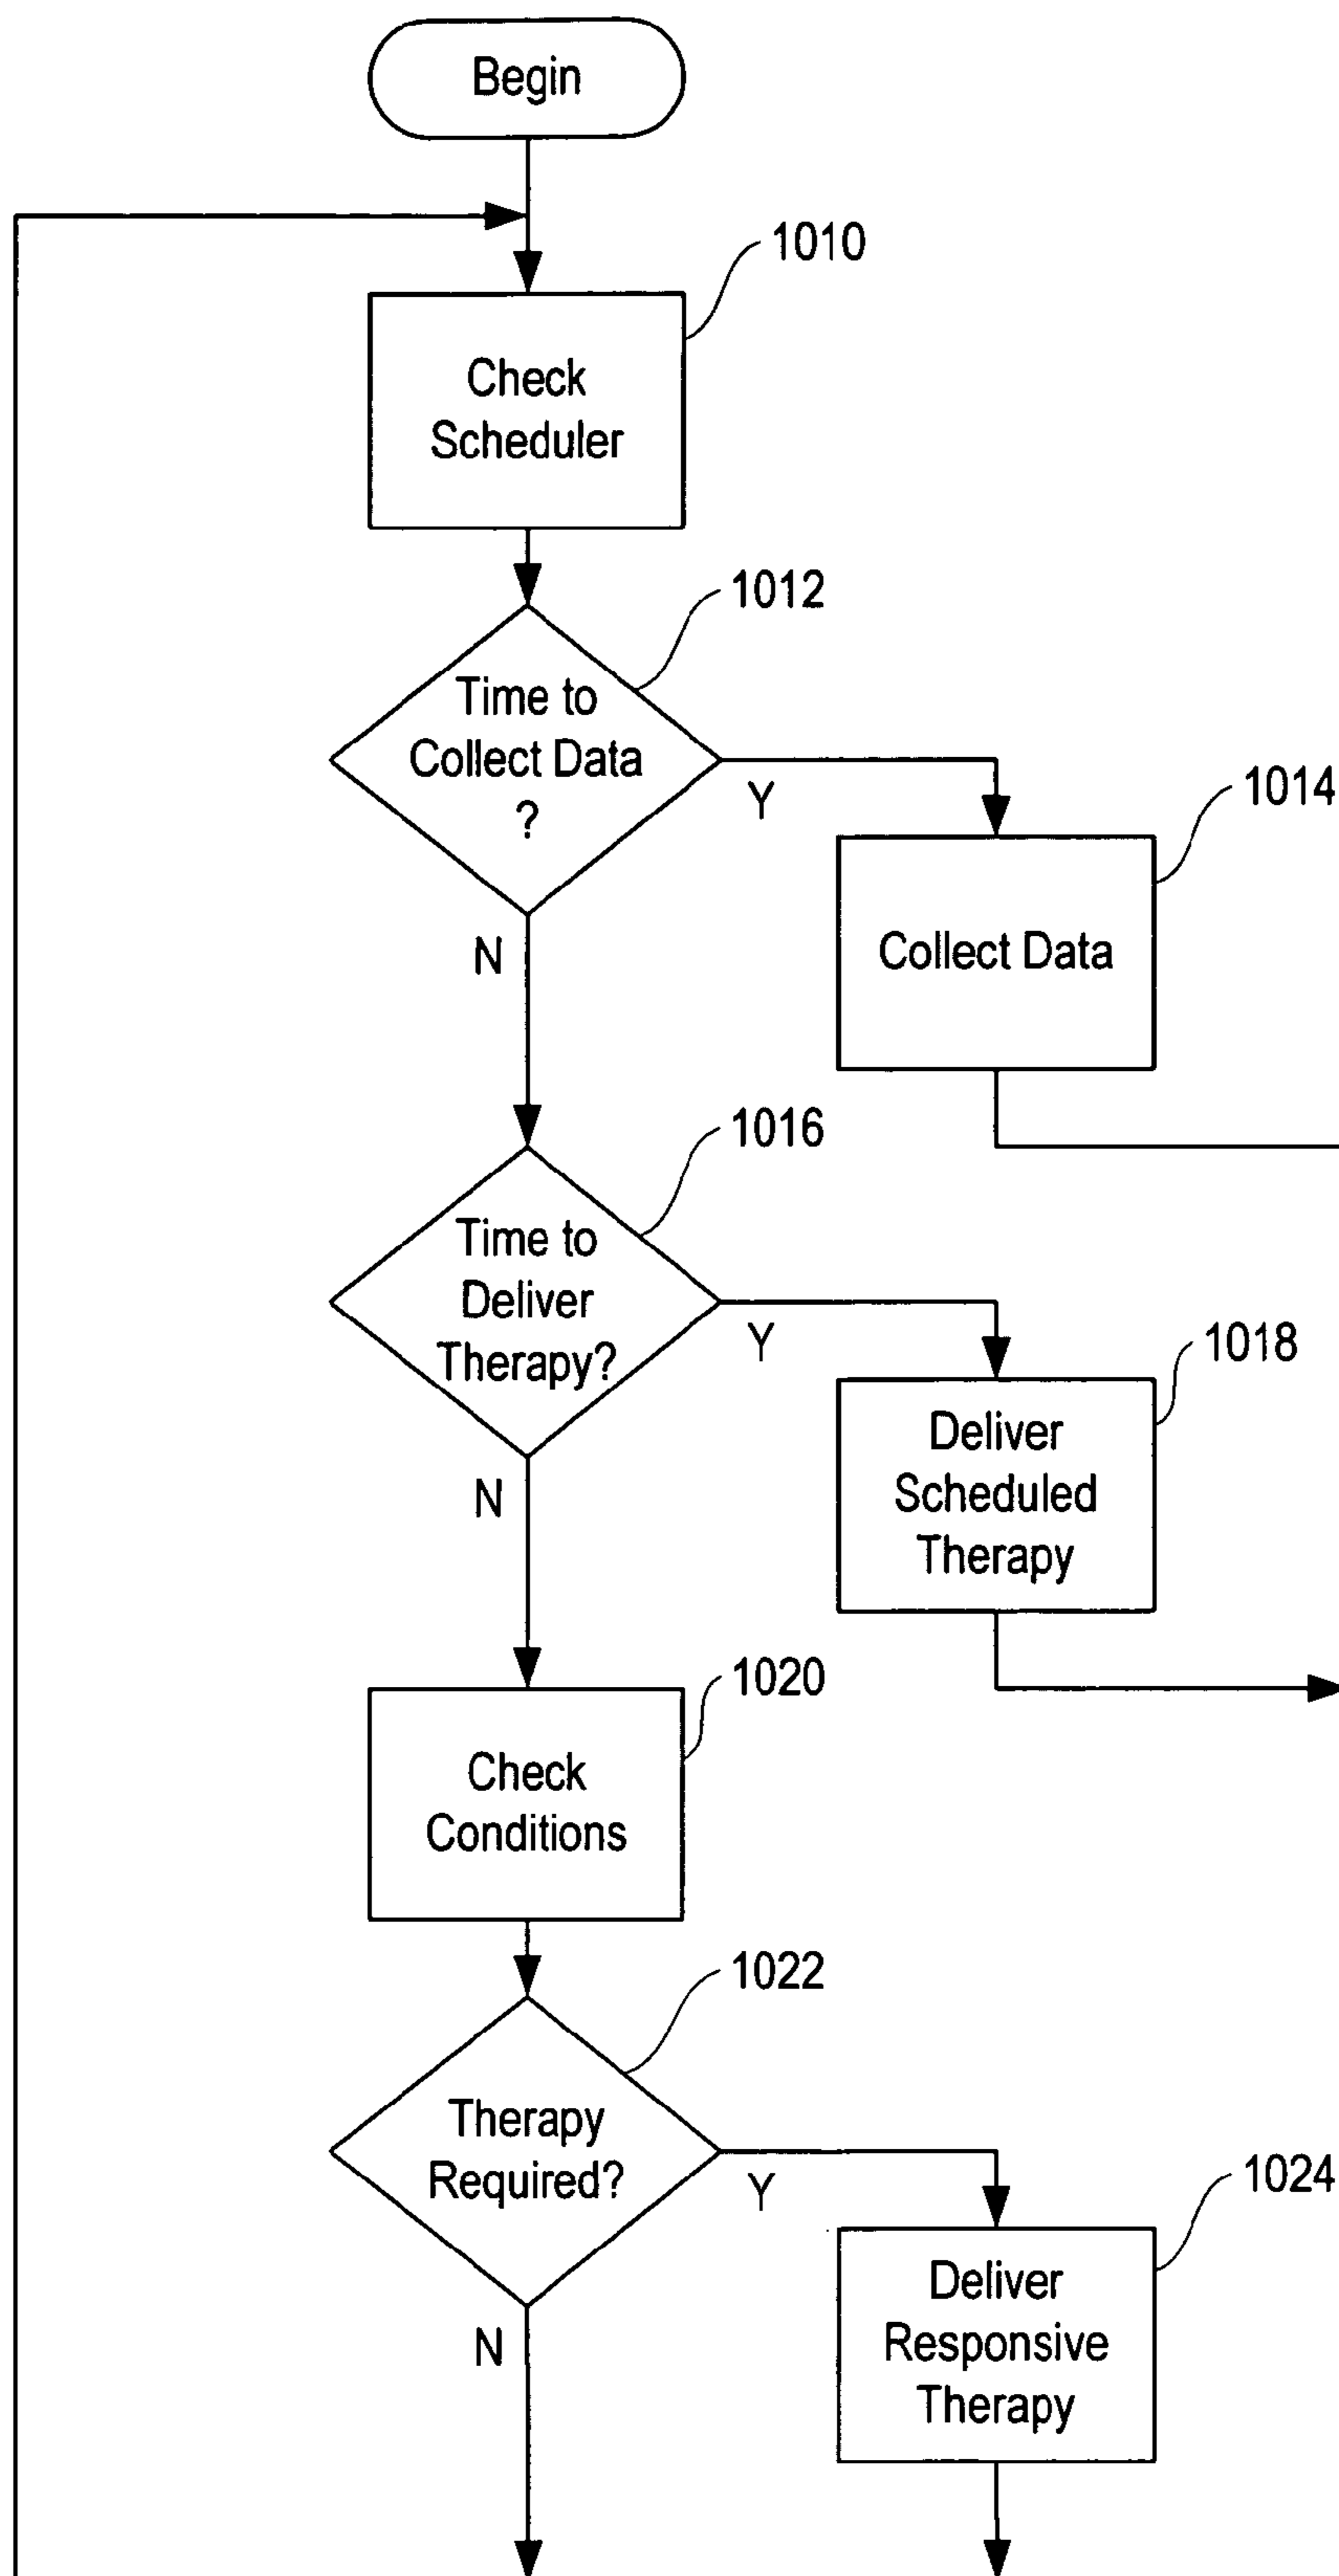 Begin
1010
Check
Scheduler
1012
Time to
Collect Data
?
Y
1014
N
Collect Data
1016
Time to
Deliver
Therapy?
Y
1018
N
Deliver
Scheduled
Therapy
1020
Check
Conditions
1022
Therapy
Required?
Y
1024
N
Deliver
Responsive
Therapy